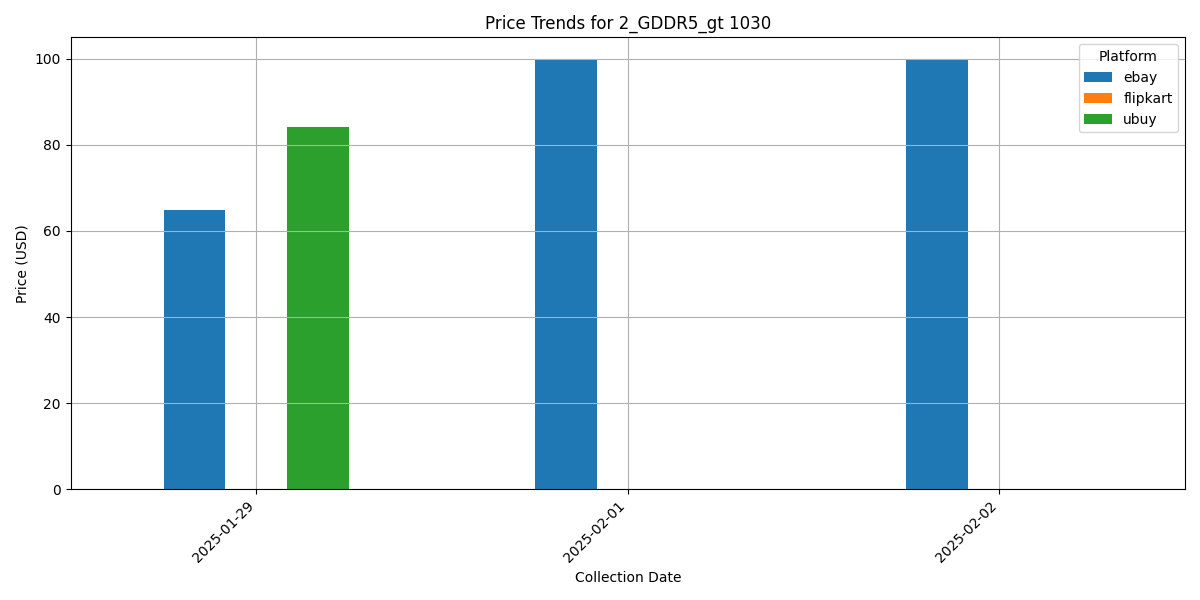 Price Trends for 2_GDDR5_gt 1030
Platform
ebay
flipkart
ubuy
Price (USD)
100
80
60
40
20
0
2025-01-29
2025-02-01
2025-02-02
Collection Date